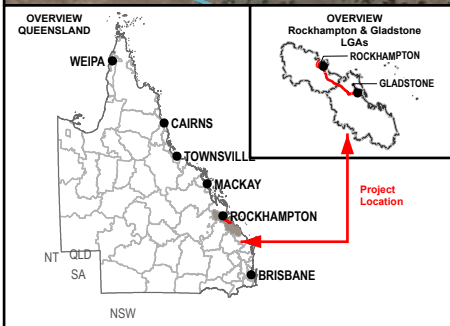 OVERVIEW
QUEENSLAND
WEIPA
CAIRNS
TOWNSVILLE
MACKAY
ROCKHAMPTON
BRISBANE
NT
QLD
SA
NSW
OVERVIEW
Rockhampton & Gladstone
LGAs
ROCKHAMPTON
GLADSTONE
Project
Location